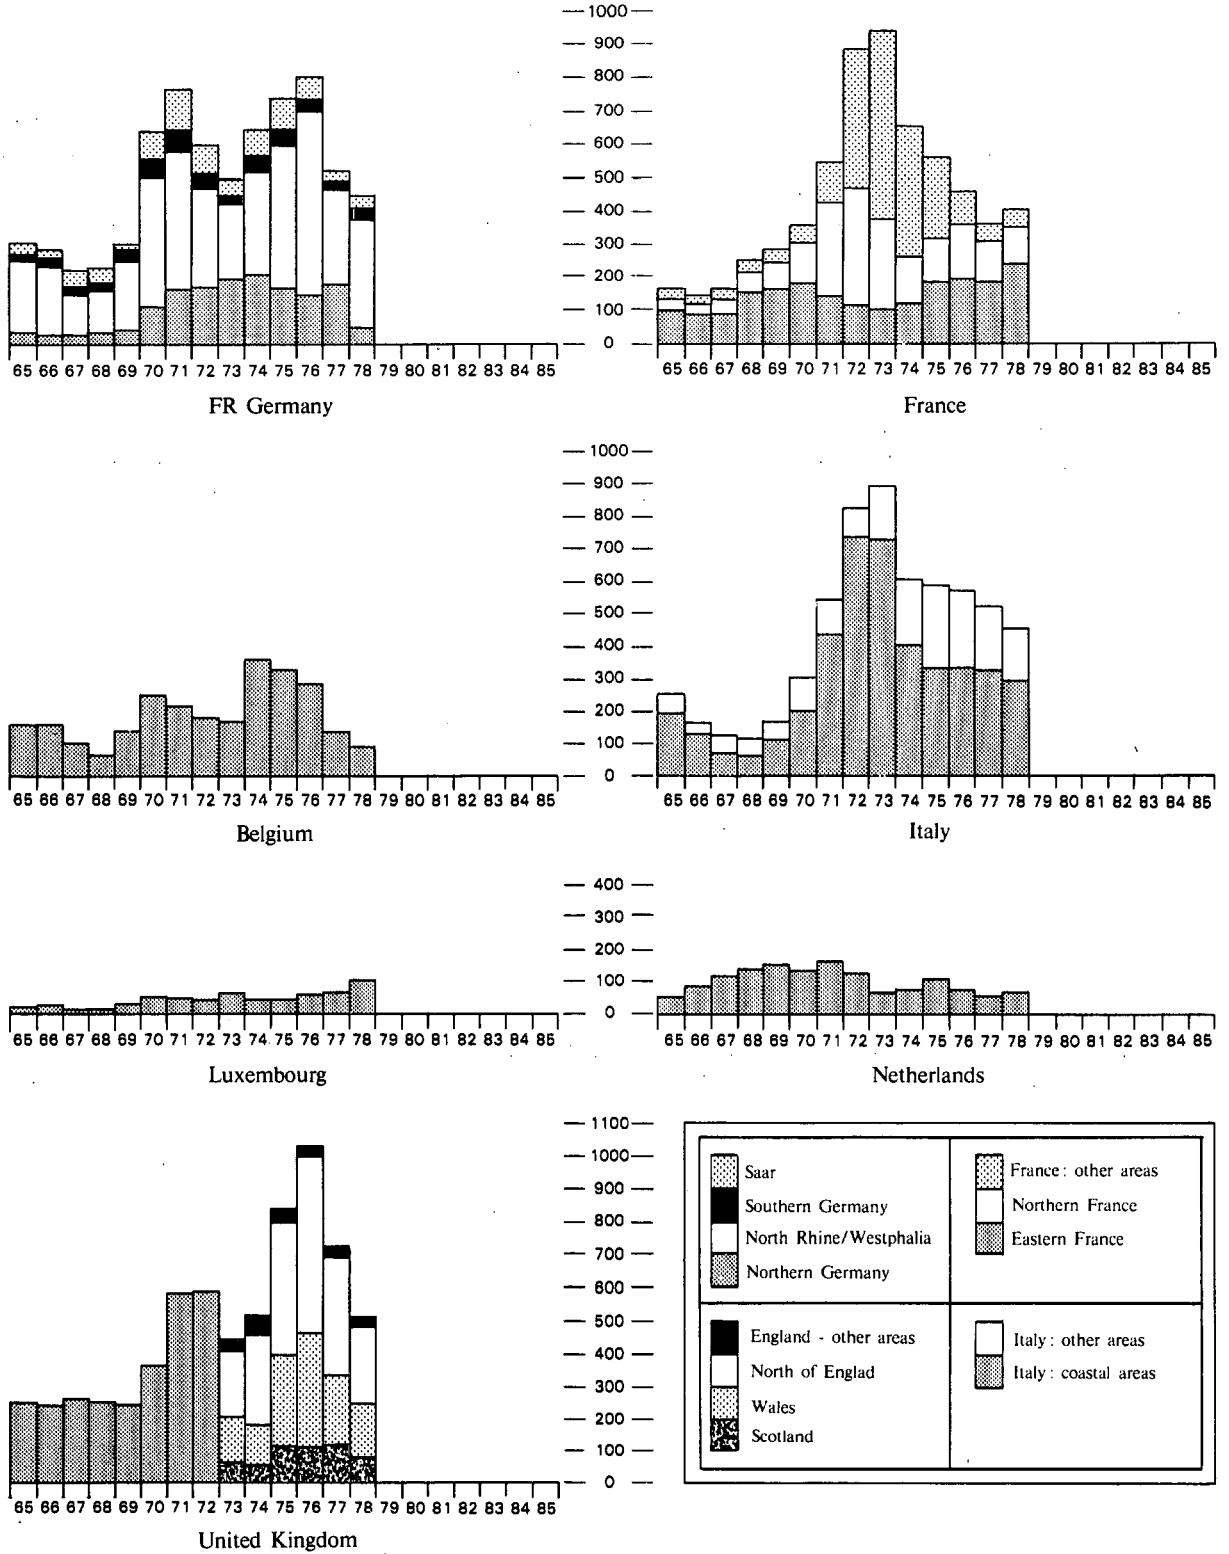 1000
900
800
700
600
500
400
300
200
100
0
65 66 67 68 69 70 71 72 73 74 75 76 77 78 79 80 81 82 83 84 85
FR Germany
65 66 67 68 69 70 71 72 73 74 75 76 77 78 79 80 81 82 83 84 85
France
1000
900
800
700
600
500
400
300
200
100
0
65 66 67 68 69 70 71 72 73 74 75 76 77 78 79 80 81 82 83 84 85
Belgium
65 66 67 68 69 70 71 72 73 74 75 76 77 78 79 80 81 82 83 84 85
Italy
400
300
200
100
0
65 66 67 68 69 70 71 72 73 74 75 76 77 78 79 80 81 82 83 84 85
Luxembourg
65 66 67 68 69 70 71 72 73 74 75 76 77 78 79 80 81 82 83 84 85
Netherlands
1100
1000
900
800
700
600
500
400
300
200
100
0
65 66 67 68 69 70 71 72 73 74 75 76 77 78 79 80 81 82 83 84 85
United Kingdom
Saar
Southern Germany
North Rhine/Westphalia
Northern Germany
France: other areas
Northern France
Eastern France
England - other areas
North of Englad
Wales
Scotland
Italy: other areas
Italy: coastal areas